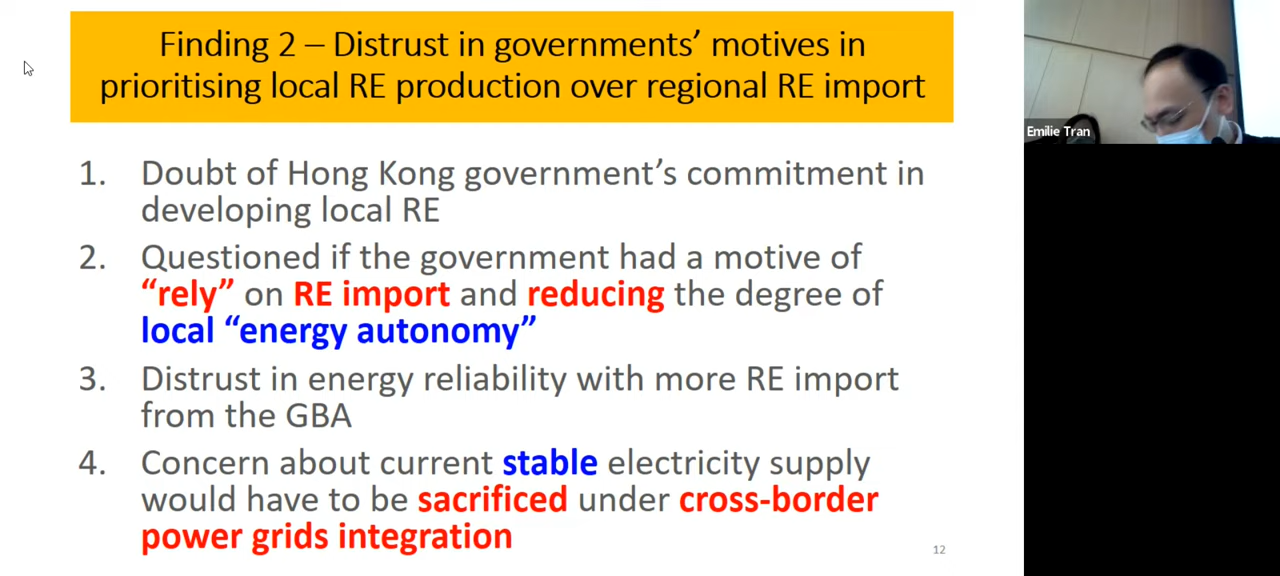 Finding 2 – Distrust in governments’ motives in
prioritising local RE production over regional RE import
Emilie Tran
1. Doubt of Hong Kong government’s commitment in
developing local RE
2. Questioned if the government had a motive of
“rely” on RE import and reducing the degree of
local “energy autonomy”
3. Distrust in energy reliability with more RE import
from the GBA
4. Concern about current stable electricity supply
would have to be sacrificed under cross-border
power grids integration
12